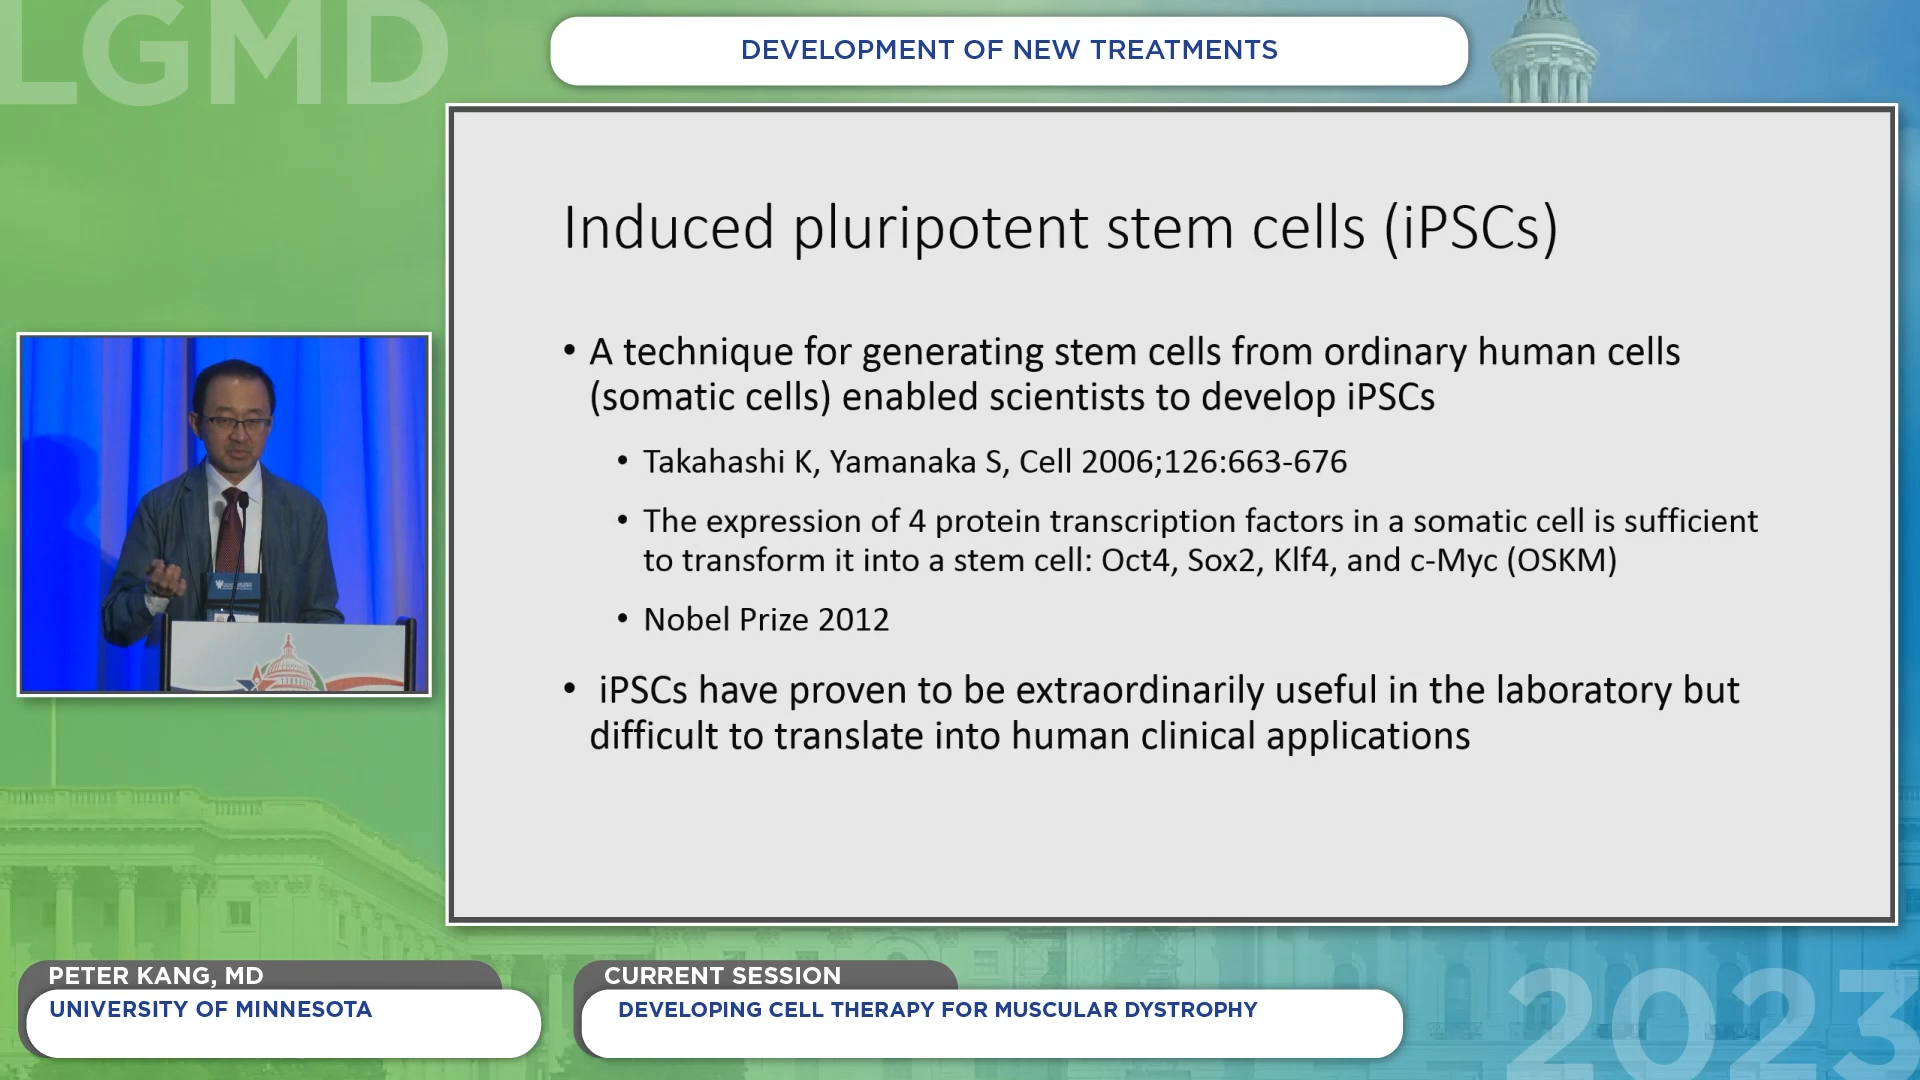 LGMD
DEVELOPMENT OF NEW TREATMENTS
Induced pluripotent stem cells (iPSCs)
• A technique for generating stem cells from ordinary human cells
(somatic cells) enabled scientists to develop iPSCs
• Takahashi K, Yamanaka S, Cell 2006;126:663-676
• The expression of 4 protein transcription factors in a somatic cell is sufficient
to transform it into a stem cell: Oct4, Sox2, Klf4, and c-Myc (OSKM)
• Nobel Prize 2012
• iPSCs have proven to be extraordinarily useful in the laboratory but
difficult to translate into human clinical applications
PETER KANG, MD
UNIVERSITY OF MINNESOTA
CURRENT SESSION
DEVELOPING CELL THERAPY FOR MUSCULAR DYSTROPHY
2023